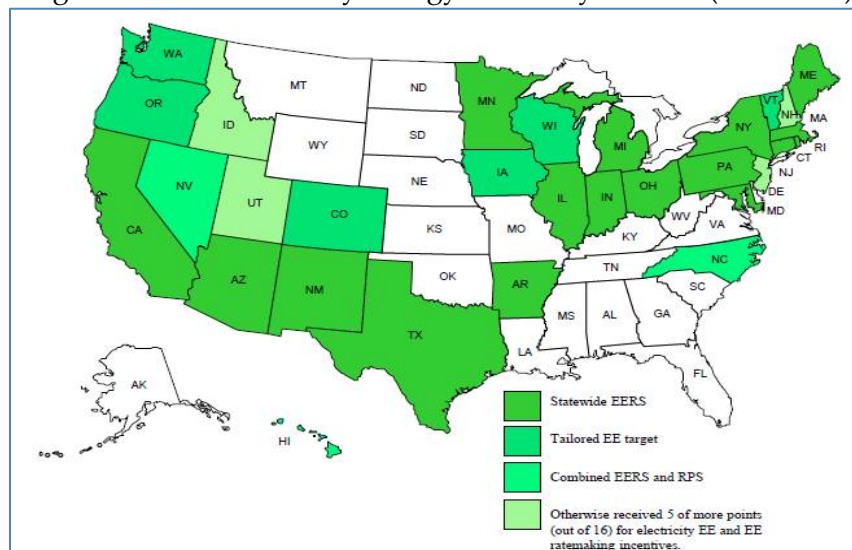 WA
MT
ND
MN
ME
OR
ID
SD
WI
MI
NY
VT
NH
MA
RI
CT
WY
NE
IA
PA
NJ
DE
MD
NV
UT
CO
KS
MO
IL
IN
OH
WV
VA
KY
CA
AZ
NM
OK
AR
TN
NC
SC
TX
MS
AL
GA
LA
FL
AK
HI
Statewide EERS
Tailored EE target
Combined EERS and RPS
Otherwise received 5 of more points
(out of 16) for electricity EE and EE
ratemaking incentives.